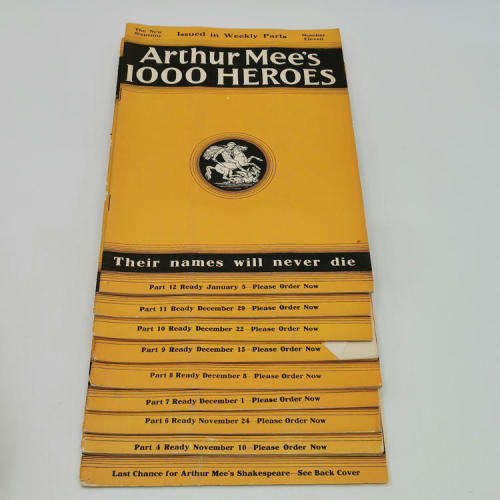 The New Magazine
Issued in Weekly Parts
Number Eleven
Arthur Mee's
1000 HEROES
Their names will never die
Part 12 Ready January 5—Please Order Now
Part 11 Ready December 29—Please Order Now
Part 10 Ready December 22—Please Order Now
Part 9 Ready December 15—Please Order Now
Part 8 Ready December 8—Please Order Now
Part 7 Ready December 1—Please Order Now
Part 6 Ready November 24—Please Order Now
Part 4 Ready November 10—Please Order Now
Last Chance for Arthur Mee's Shakespeare—See Back Cover